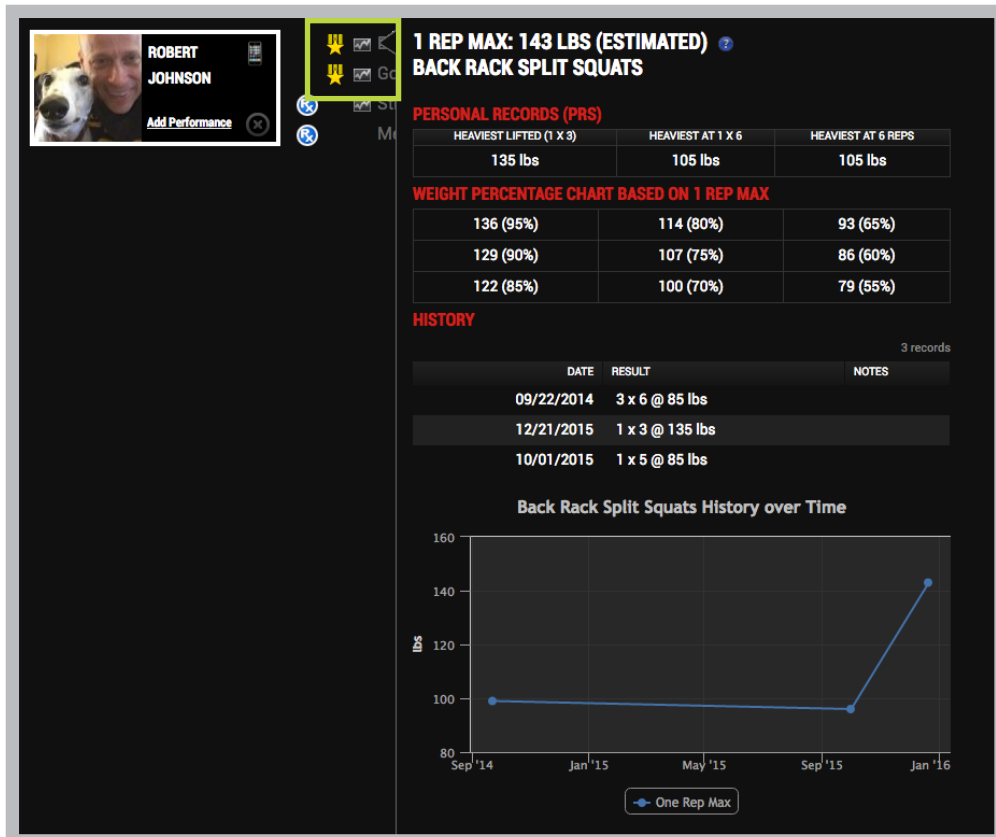 ROBERT
JOHNSON
Add Performance
1 REP MAX: 143 LBS (ESTIMATED) ?
BACK RACK SPLIT SQUATS
PERSONAL RECORDS (PRS)
HEAVIEST LIFTED (1 X 3) HEAVIEST AT 1 X 6 HEAVIEST AT 6 REPS
135 lbs 105 lbs 105 lbs
WEIGHT PERCENTAGE CHART BASED ON 1 REP MAX
136 (95%) 114 (80%) 93 (65%)
129 (90%) 107 (75%) 86 (60%)
122 (85%) 100 (70%) 79 (55%)
HISTORY
3 records
DATE RESULT NOTES
09/22/2014 3 x 6 @ 85 lbs
12/21/2015 1 x 3 @ 135 lbs
10/01/2015 1 x 5 @ 85 lbs
Back Rack Split Squats History over Time
160
140
120
100
80
lbs
Sep '14 Jan '15 May '15 Sep '15 Jan '16
One Rep Max